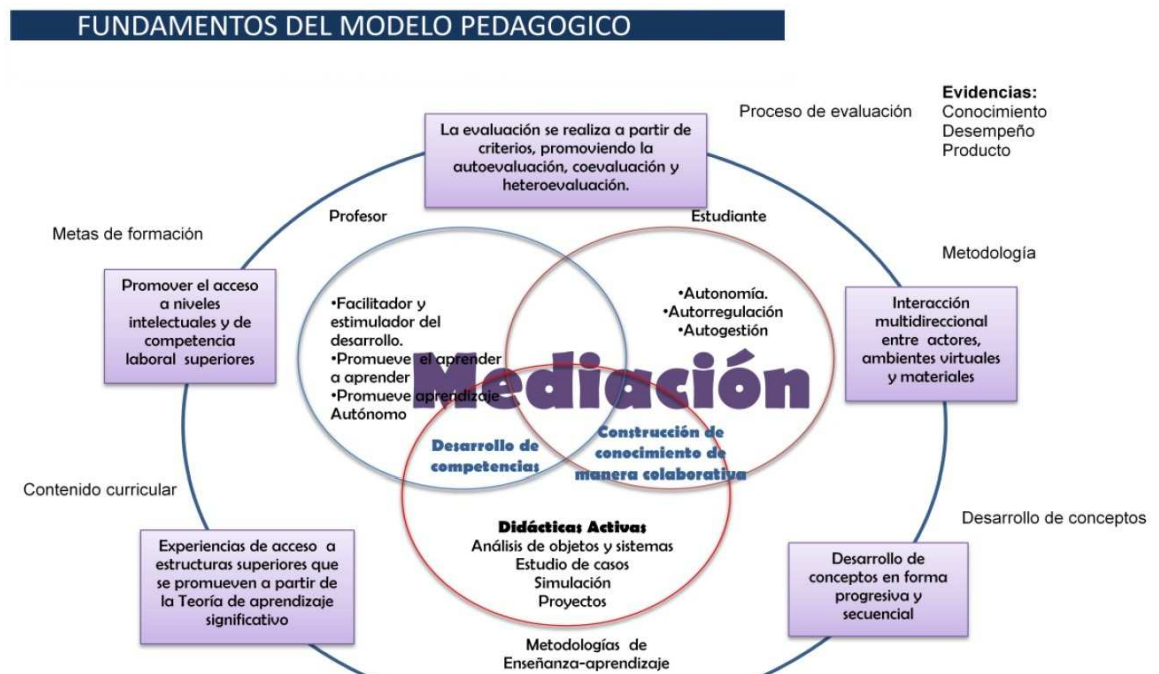 FUNDAMENTOS DEL MODELO PEDAGOGICO
Proceso de evaluación
Evidencias:
Conocimiento
Desempeño
Producto
La evaluación se realiza a partir de
criterios, promoviendo la
autoevaluación, coevaluación y
heteroevaluación.
Metas de formación
Promover el acceso
a niveles
intelectuales y de
competencia
laboral superiores
Profesor
•Facilitador y
estimulador del
desarrollo.
•Promueve el aprender
a aprender
•Promueve aprendizaje
Autónomo
Estudiante
•Autonomía.
•Autorregulación
•Autogestión
Mediación
Metodología
Interacción
multidireccional
entre actores,
ambientes virtuales
y materiales
Desarrollo de
competencias
Construcción de
conocimiento de
manera colaborativa
Contenido curricular
Experiencias de acceso a
estructuras superiores que
se promueven a partir de
la Teoría de aprendizaje
significativo
Didácticas Activas
Análisis de objetos y sistemas
Estudio de casos
Simulación
Proyectos
Metodologías de
Enseñanza-aprendizaje
Desarrollo de conceptos
Desarrollo de
conceptos en forma
progresiva y
secuencial